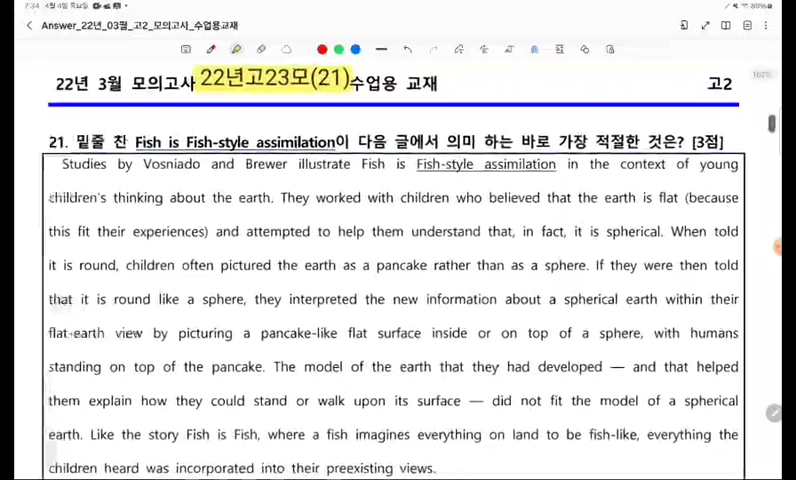 7:34 4월 4일 목요일 86%
Answer_22년_03월_고2_모의고사_수업용교재
22년 3월 모의고사 22년고23모(21) 수업용 교재 고2
21. 밑줄 친 Fish is Fish-style assimilation이 다음 글에서 의미 하는 바로 가장 적절한 것은? [3점]
Studies by Vosniado and Brewer illustrate Fish is Fish-style assimilation in the context of young
children's thinking about the earth. They worked with children who believed that the earth is flat (because
this fit their experiences) and attempted to help them understand that, in fact, it is spherical. When told
it is round, children often pictured the earth as a pancake rather than as a sphere. If they were then told
that it is round like a sphere, they interpreted the new information about a spherical earth within their
flat-earth view by picturing a pancake-like flat surface inside or on top of a sphere, with humans
standing on top of the pancake. The model of the earth that they had developed — and that helped
them explain how they could stand or walk upon its surface — did not fit the model of a spherical
earth. Like the story Fish is Fish, where a fish imagines everything on land to be fish-like, everything the
children heard was incorporated into their preexisting views.